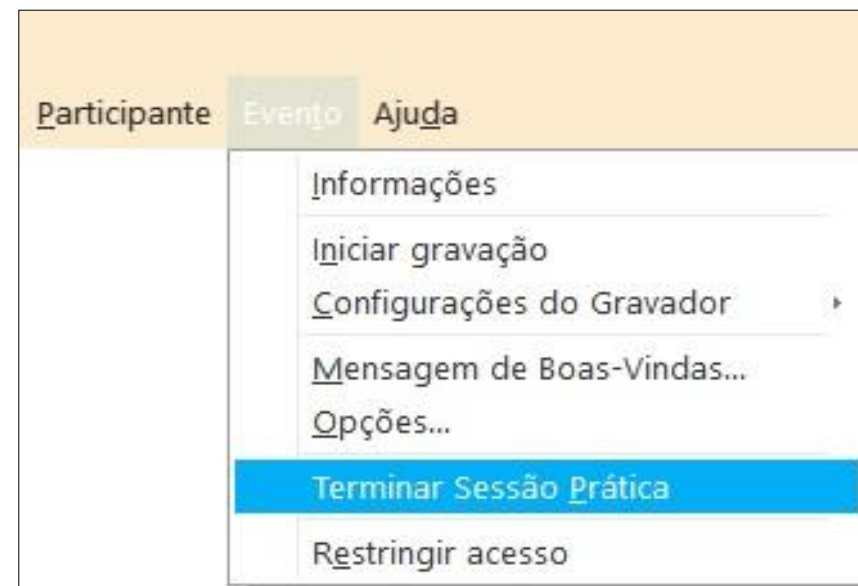 Participante Evento Ajuda
Informações
Iniciar gravação
Configurações do Gravador
Mensagem de Boas-Vindas...
Opções...
Terminar Sessão Prática
Restringir acesso